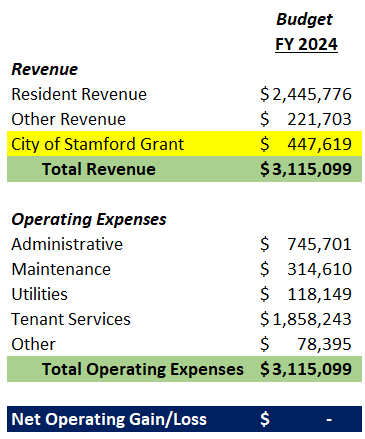 Budget
FY 2024
Revenue
Resident Revenue $2,445,776
Other Revenue $ 221,703
City of Stamford Grant $ 447,619
Total Revenue $3,115,099
Operating Expenses
Administrative $ 745,701
Maintenance $ 314,610
Utilities $ 118,149
Tenant Services $1,858,243
Other $ 78,395
Total Operating Expenses $3,115,099
Net Operating Gain/Loss $ -